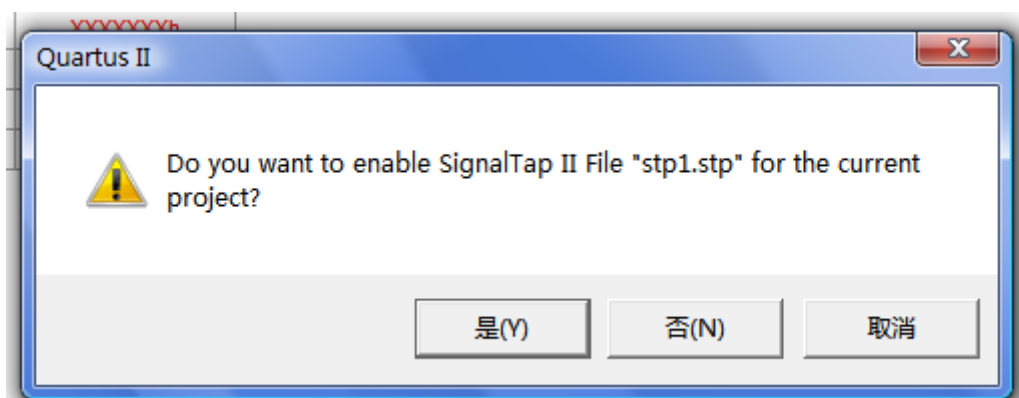 XXXXXXXh
Quartus II
Do you want to enable SignalTap II File "stp1.stp" for the current
project?
是(Y)
否(N)
取消